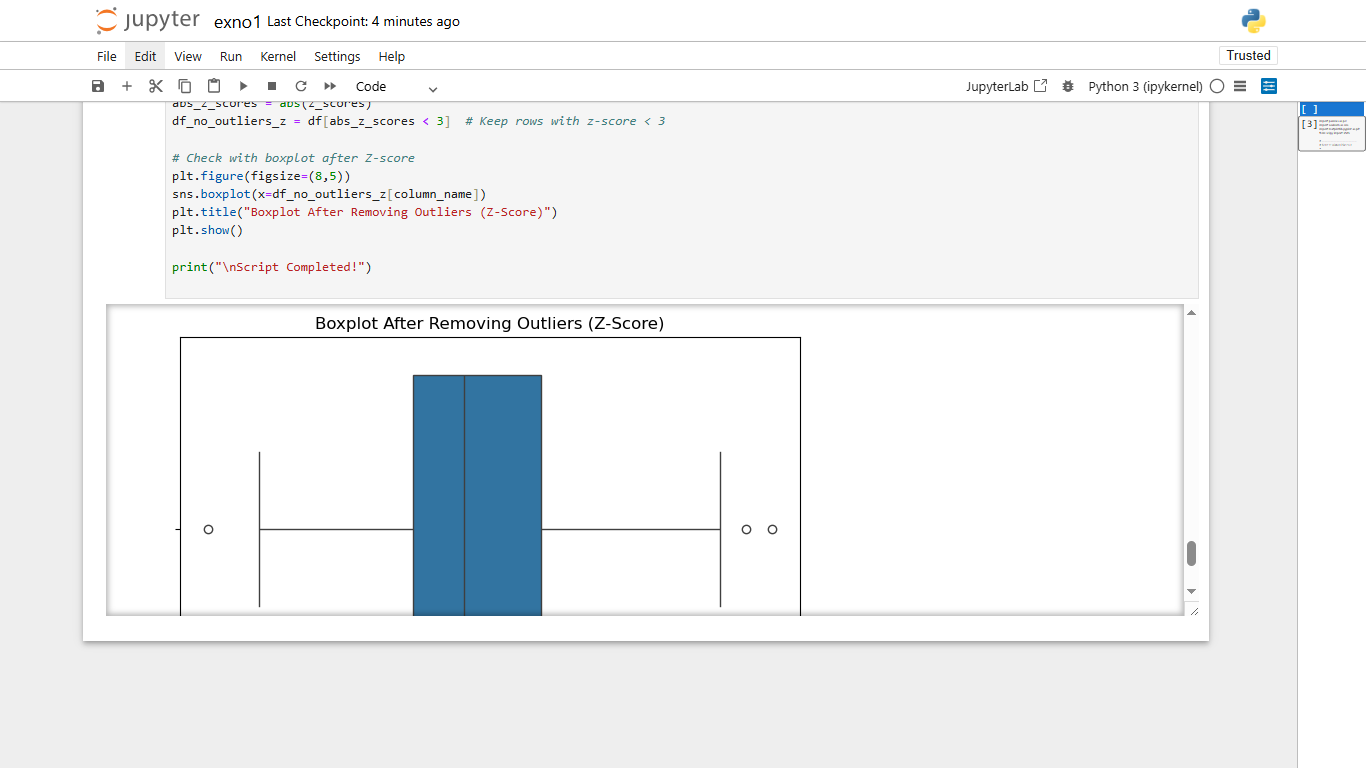 jupyter exno1 Last Checkpoint: 4 minutes ago
File Edit View Run Kernel Settings Help Trusted
Code JupyterLab Python 3 (ipykernel)
abs_z_scores = abs(z_scores)
df_no_outliers_z = df[abs_z_scores < 3]  # Keep rows with z-score < 3
# Check with boxplot after Z-score
plt.figure(figsize=(8,5))
sns.boxplot(x=df_no_outliers_z[column_name])
plt.title("Boxplot After Removing Outliers (Z-Score)")
plt.show()
print("\nScript Completed!")
Boxplot After Removing Outliers (Z-Score)
[ ]
[3]